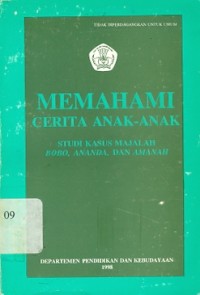 TIDAK DIPERDAGANGKAN UNTUK UMUM
MEMAHAMI
CERITA ANAK-ANAK
STUDI KASUS MAJALAH
BOBO, ANANDA, DAN AMANAH
09
DEPARTEMEN PENDIDIKAN DAN KEBUDAYAAN
1998